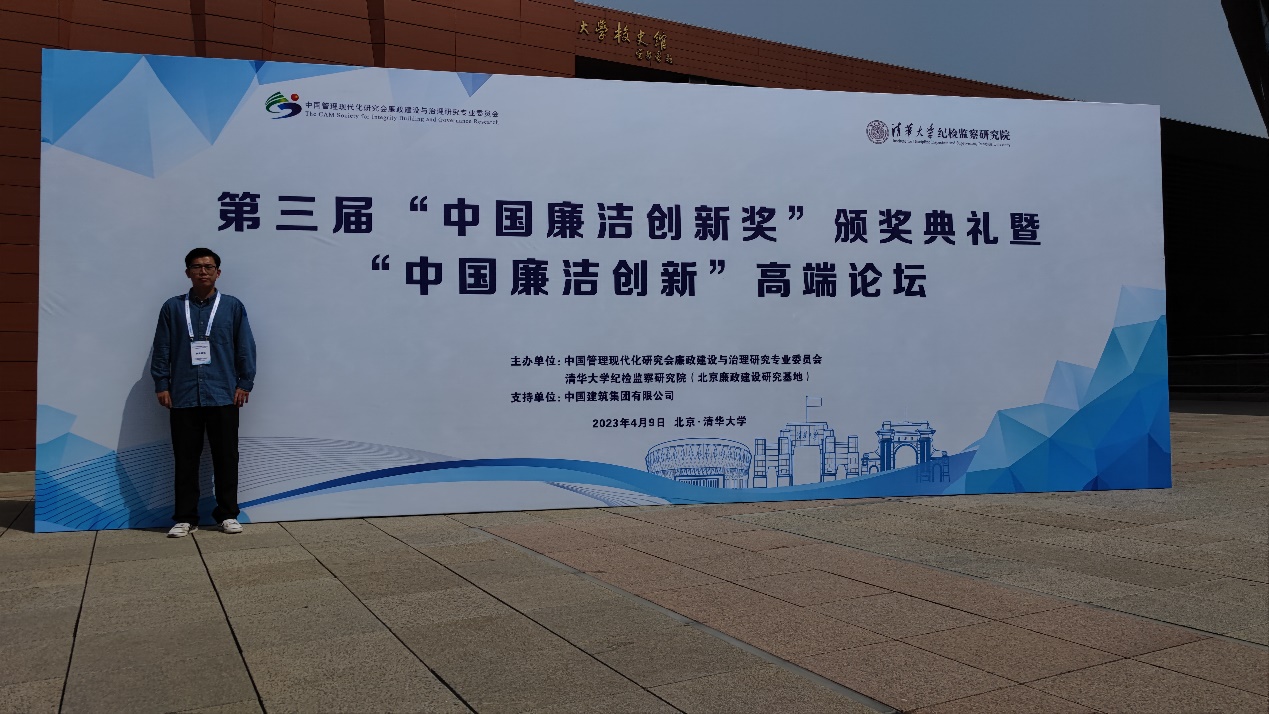 大学校史馆
中国管理现代化研究会廉政建设与治理研究专业委员会
The CAM Society for Integrity Building and Governance Research
清华大学纪检监察研究院
第三届“中国廉洁创新奖”颁奖典礼暨
“中国廉洁创新”高端论坛
主办单位：中国管理现代化研究会廉政建设与治理研究专业委员会
清华大学纪检监察研究院（北京廉政建设研究基地）
支持单位：中国建筑集团有限公司
2023年4月9日 北京·清华大学